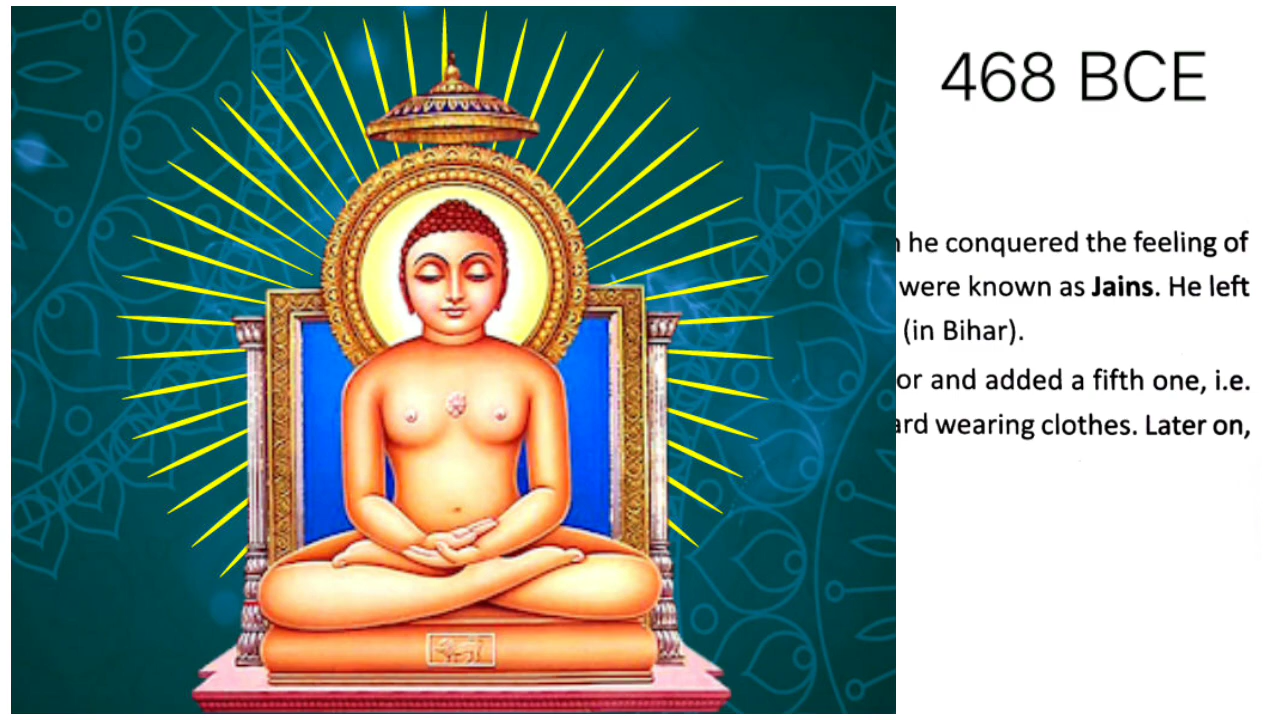 468 BCE
he conquered the feeling of
were known as Jains. He left
(in Bihar).
or and added a fifth one, i.e.
wearing clothes. Later on,